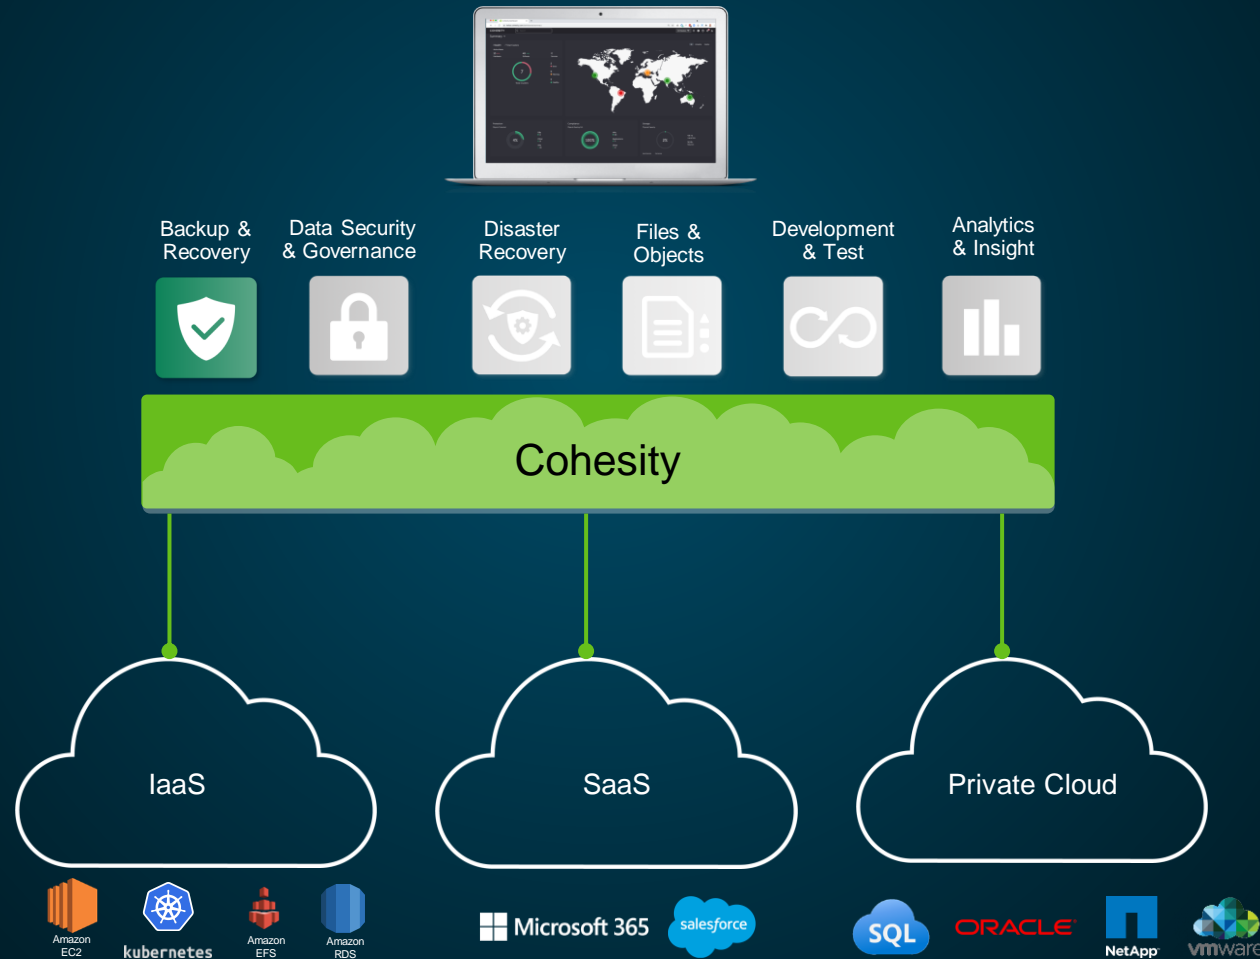 Backup &
Recovery
Data Security
& Governance
Disaster
Recovery
Files &
Objects
Development
& Test
Analytics
& Insight
Cohesity
IaaS
SaaS
Private Cloud
Amazon
EC2
kubernetes
Amazon
EFS
Amazon
RDS
Microsoft 365
salesforce
SQL
ORACLE
NetApp
vmware